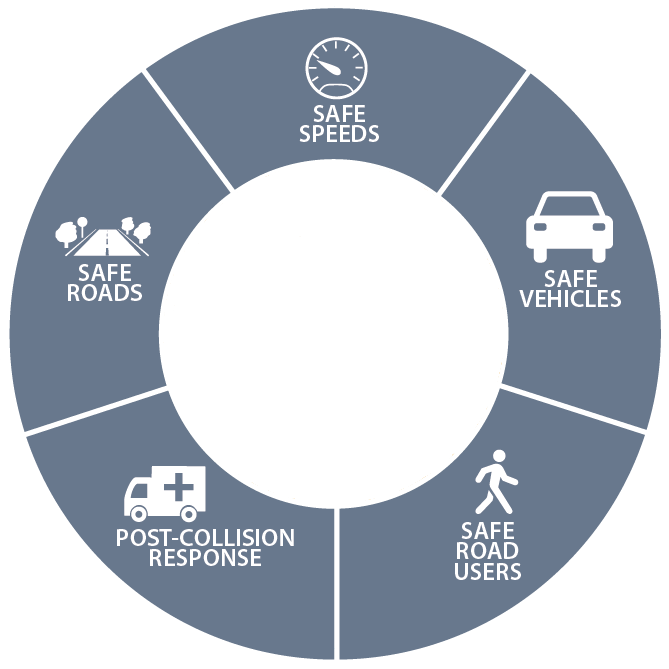 SAFE
SPEEDS
SAFE
VEHICLES
SAFE
ROAD
USERS
POST-COLLISION
RESPONSE
SAFE
ROADS